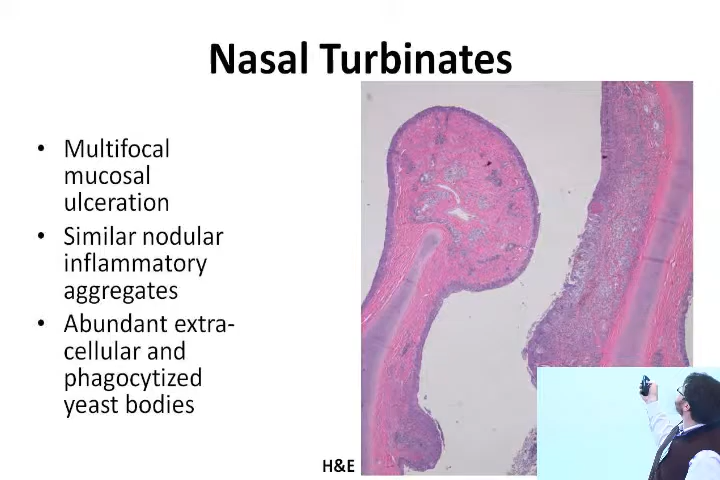 Nasal Turbinates
• Multifocal
mucosal
ulceration
• Similar nodular
inflammatory
aggregates
• Abundant extra-
cellular and
phagocytized
yeast bodies
H&E